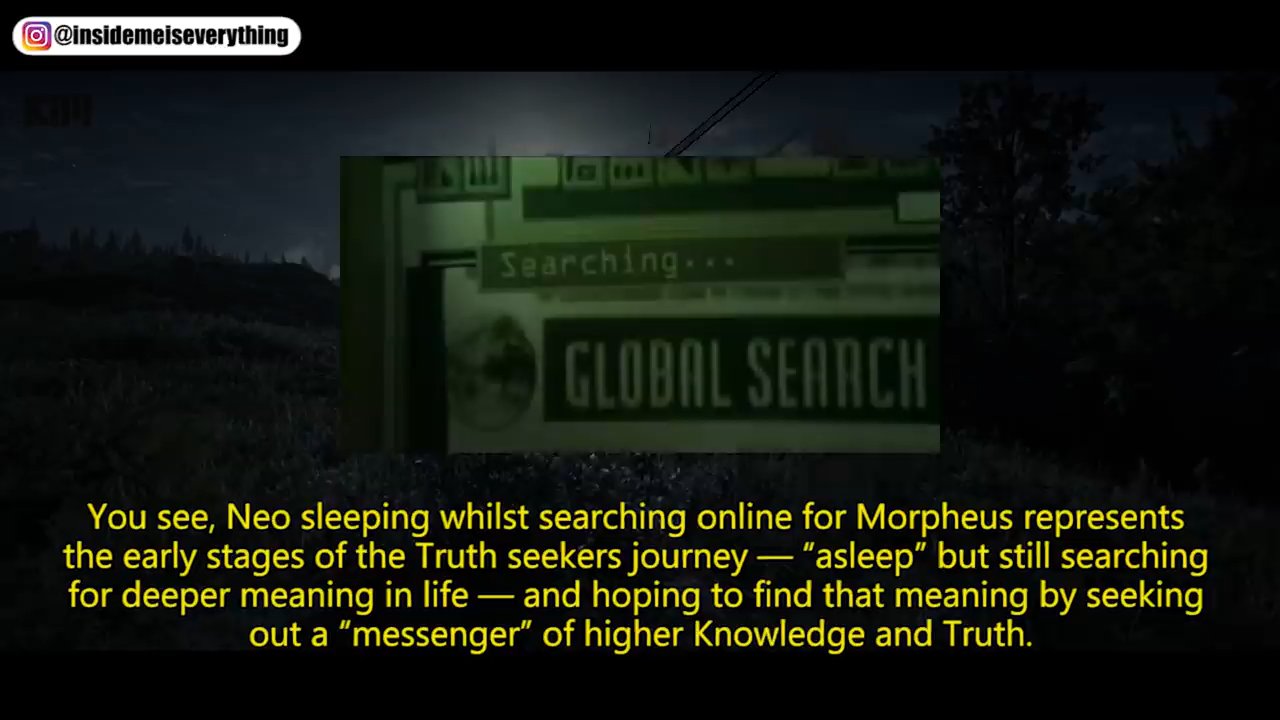 @insidemeiseverything
Searching...
GLOBAL SEARCH
You see, Neo sleeping whilst searching online for Morpheus represents
the early stages of the Truth seekers journey — “asleep” but still searching
for deeper meaning in life — and hoping to find that meaning by seeking
out a “messenger” of higher Knowledge and Truth.